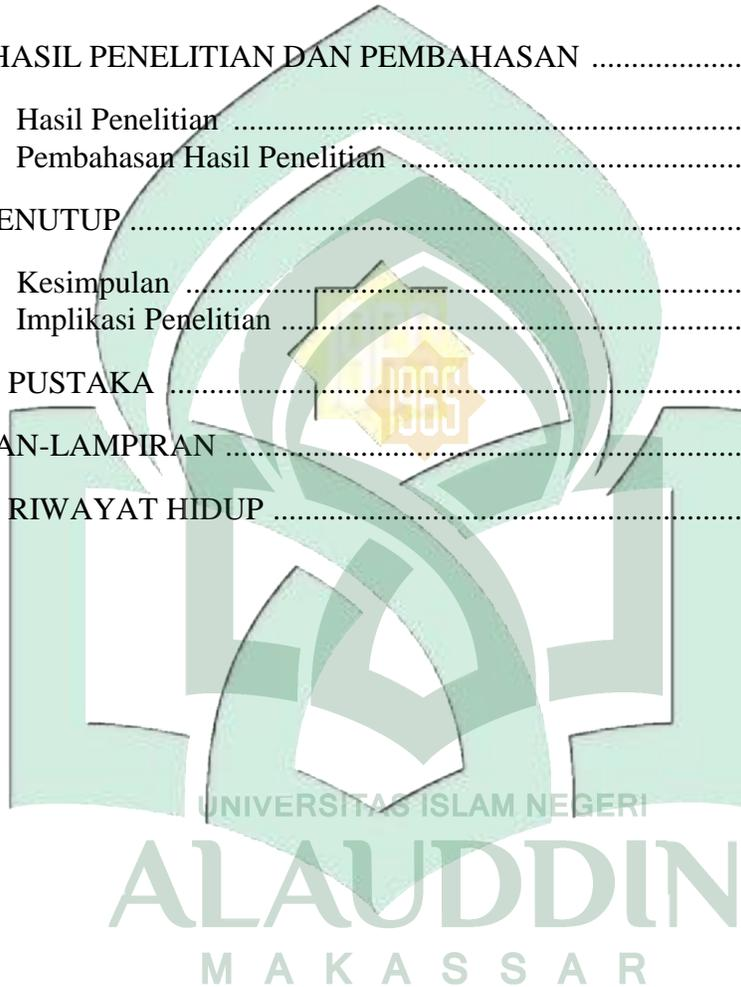 HASIL PENELITIAN DAN PEMBAHASAN ..................
Hasil Penelitian ................................................................
Pembahasan Hasil Penelitian ...........................................
ENUTUP .............................................................................
Kesimpulan ......................................................................
Implikasi Penelitian ..........................................................
PUSTAKA ........................................................................
1965
AN-LAMPIRAN .................................................................
RIWAYAT HIDUP ...........................................................
UNIVERSITAS ISLAM NEGERI
ALAUDDIN
MAKASSAR